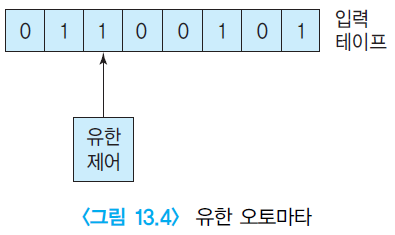 0 1 1 0 0 1 0 1
입력
테이프
유한
제어
〈그림 13.4〉 유한 오토마타